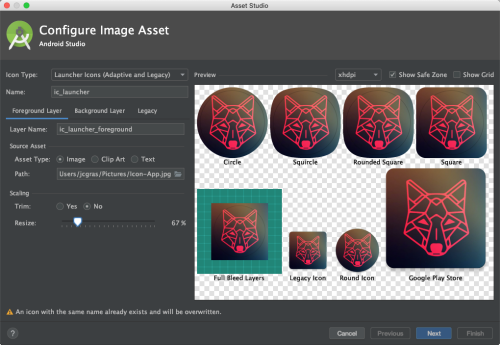 Asset Studio
Configure Image Asset
Android Studio
Icon Type: Launcher Icons (Adaptive and Legacy)
Name: ic_launcher
Foreground Layer Background Layer Legacy
Layer Name: ic_launcher_foreground
Source Asset
Asset Type: Image Clip Art Text
Path: Users/jcgras/Pictures/Icon-App.jpg
Scaling
Trim: Yes No
Resize: 67 %
Preview xhdpi Show Safe Zone Show Grid
Circle Squircle Rounded Square Square
Full Bleed Layers Legacy Icon Round Icon Google Play Store
An icon with the same name already exists and will be overwritten.
? Cancel Previous Next Finish